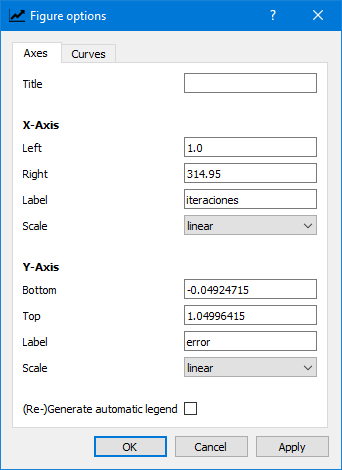 Figure options
Axes Curves
Title
X-Axis
Left 1.0
Right 314.95
Label iteraciones
Scale linear
Y-Axis
Bottom -0.04924715
Top 1.04996415
Label error
Scale linear
(Re-)Generate automatic legend
OK Cancel Apply